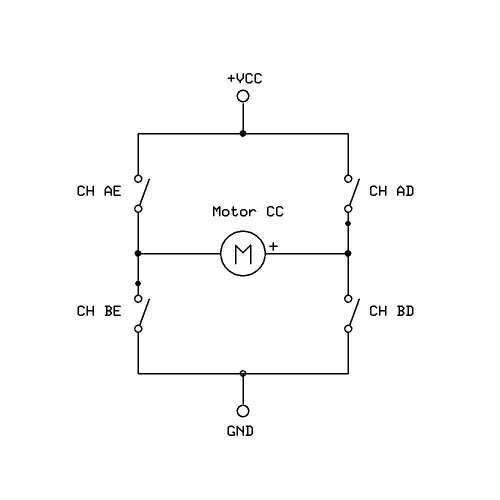 +VCC
CH AE
CH AD
Motor CC
M
+
CH BE
CH BD
GND